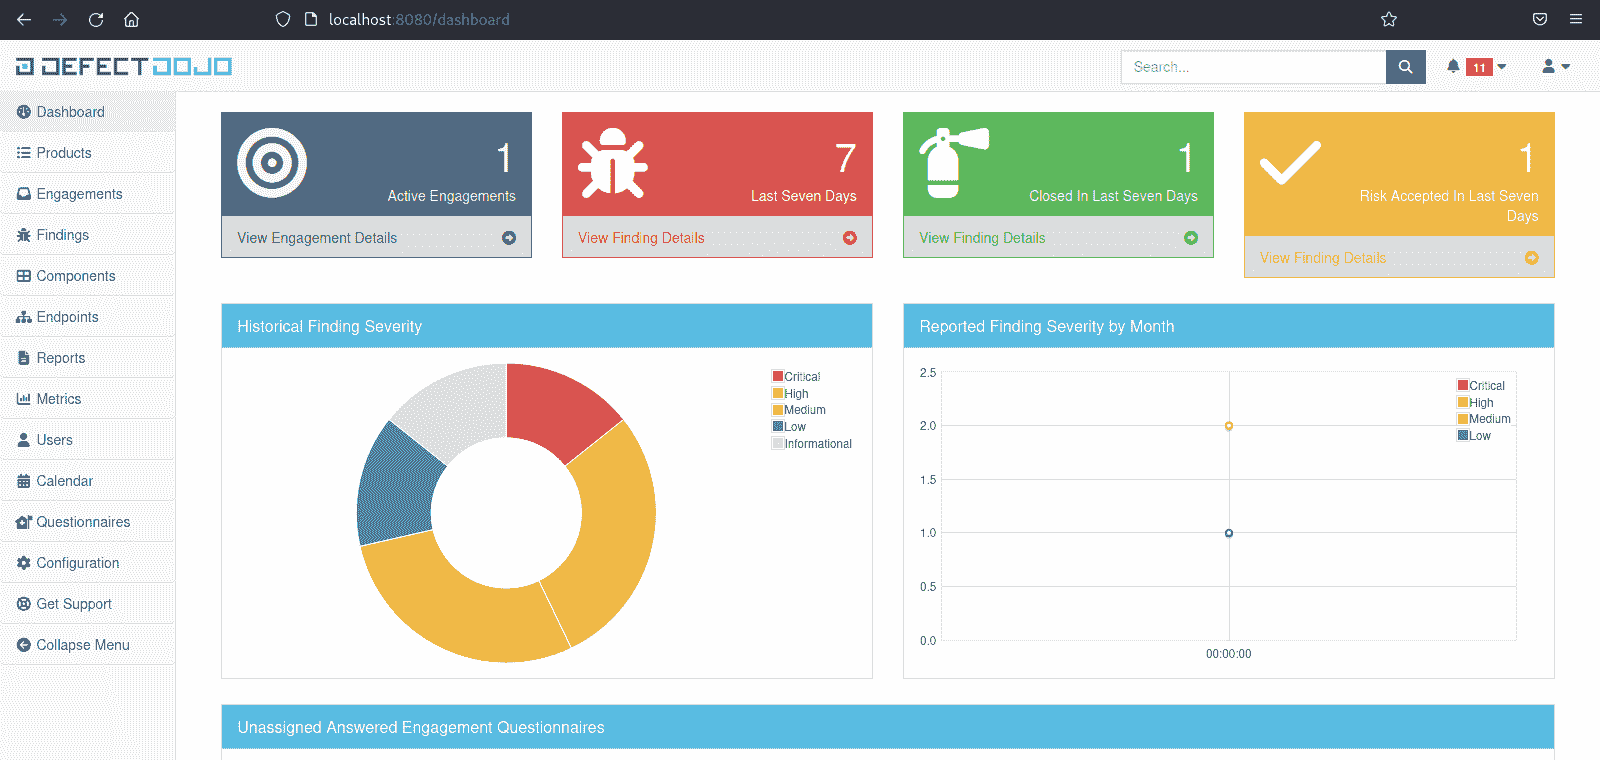 localhost:8080/dashboard
DEFECTDOJO
Search...
11
Dashboard
Products
Engagements
Findings
Components
Endpoints
Reports
Metrics
Users
Calendar
Questionnaires
Configuration
Get Support
Collapse Menu
1
Active Engagements
View Engagement Details
7
Last Seven Days
View Finding Details
1
Closed In Last Seven Days
View Finding Details
1
Risk Accepted In Last Seven
Days
View Finding Details
Historical Finding Severity
Critical
High
Medium
Low
Informational
Reported Finding Severity by Month
2.5
2.0
1.5
1.0
0.5
0.0
00:00:00
Critical
High
Medium
Low
Unassigned Answered Engagement Questionnaires